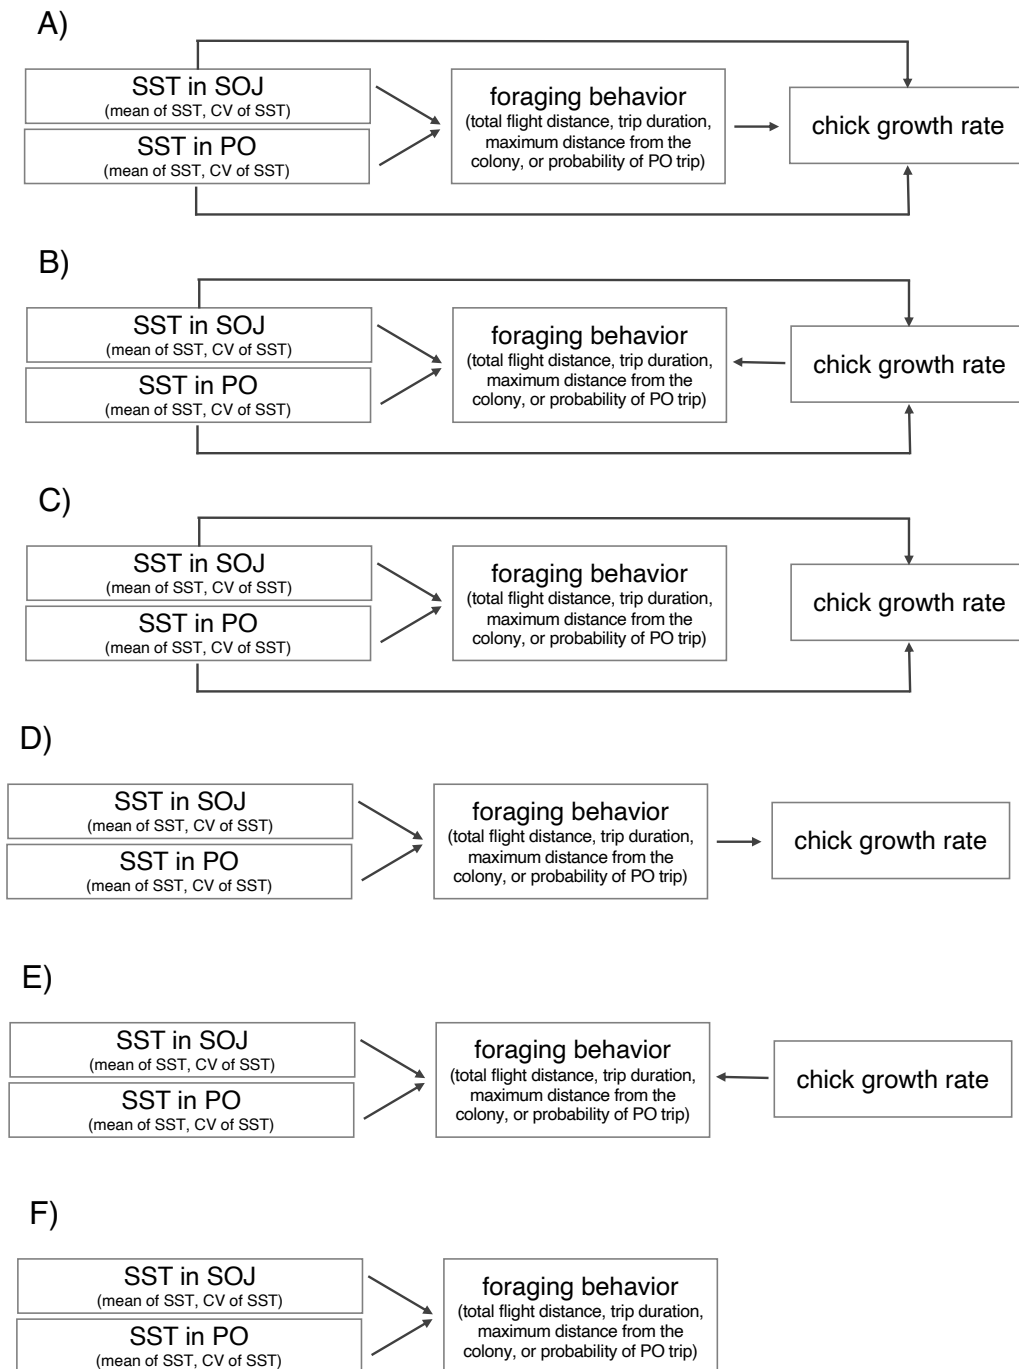 A)
SST in SOJ
(mean of SST, CV of SST)
SST in PO
(mean of SST, CV of SST)
foraging behavior
(total flight distance, trip duration,
maximum distance from the
colony, or probability of PO trip)
chick growth rate
B)
SST in SOJ
(mean of SST, CV of SST)
SST in PO
(mean of SST, CV of SST)
foraging behavior
(total flight distance, trip duration,
maximum distance from the
colony, or probability of PO trip)
chick growth rate
C)
SST in SOJ
(mean of SST, CV of SST)
SST in PO
(mean of SST, CV of SST)
foraging behavior
(total flight distance, trip duration,
maximum distance from the
colony, or probability of PO trip)
chick growth rate
D)
SST in SOJ
(mean of SST, CV of SST)
SST in PO
(mean of SST, CV of SST)
foraging behavior
(total flight distance, trip duration,
maximum distance from the
colony, or probability of PO trip)
chick growth rate
E)
SST in SOJ
(mean of SST, CV of SST)
SST in PO
(mean of SST, CV of SST)
foraging behavior
(total flight distance, trip duration,
maximum distance from the
colony, or probability of PO trip)
chick growth rate
F)
SST in SOJ
(mean of SST, CV of SST)
SST in PO
(mean of SST, CV of SST)
foraging behavior
(total flight distance, trip duration,
maximum distance from the
colony, or probability of PO trip)